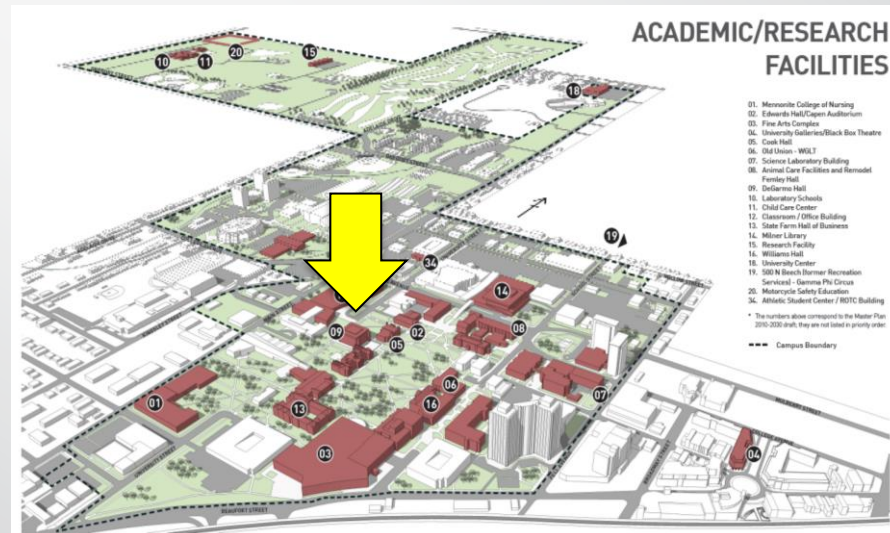 ACADEMIC/RESEARCH
FACILITIES
01. Mennonite College of Nursing
02. Edwards Hall/Capen Auditorium
03. Fine Arts Complex
04. University Galleries/Black Box Theatre
05. Cook Hall
06. Old Union - WGLT
07. Science Laboratory Building
08. Animal Care Facilities and Remodel
Felmley Hall
09. DeGarmo Hall
10. Laboratory Schools
11. Child Care Center
12. Classroom / Office Building
13. State Farm Hall of Business
14. Milner Library
15. Research Facility
16. Williams Hall
18. University Center
19. 500 N Beech (former Recreation
Services) - Gamma Phi Circus
20. Motorcycle Safety Education
34. Athletic Student Center / ROTC Building
* The numbers above correspond to the Master Plan
2010-2030 draft, they are not listed in priority order.
Campus Boundary
10
11
20
15
18
19
34
14
09
02
05
08
01
13
06
16
07
03
04
UNIVERSITY STREET
BEAUFORT STREET
MULBERRY STREET